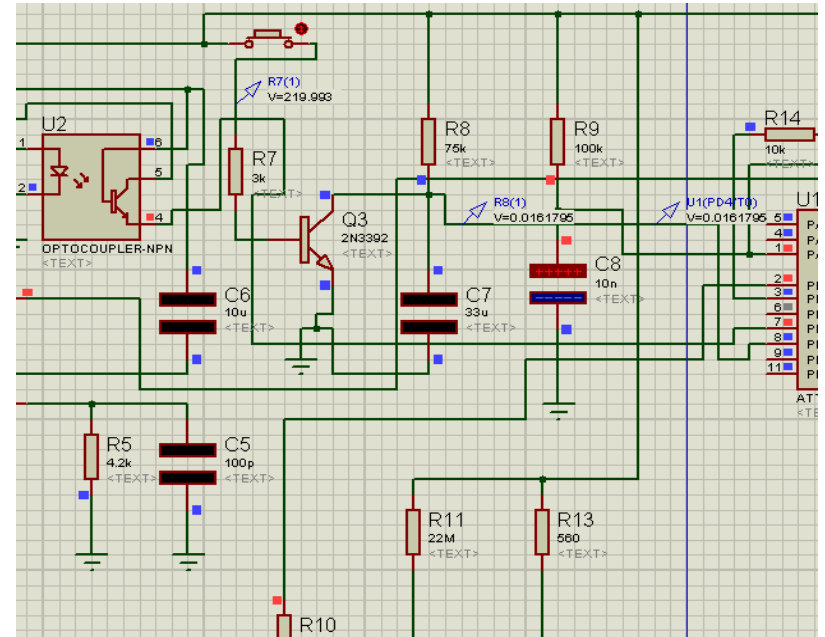 R7(1)
V=219.993
U2
1
2
6
5
4
OPTOCOUPLER-NPN
<TEXT>
R7
3k
<TEXT>
R8
75k
<TEXT>
R9
100k
<TEXT>
R14
10k
<TEXT>
Q3
2N3392
<TEXT>
R8(1)
V=0.0161795
U1(PD4/T0)
V=0.0161795
U1
5
4
1
2
3
6
7
8
9
11
C6
10u
<TEXT>
C7
33u
<TEXT>
C8
10n
<TEXT>
R5
4.2k
<TEXT>
C5
100p
<TEXT>
R11
22M
<TEXT>
R13
560
<TEXT>
R10